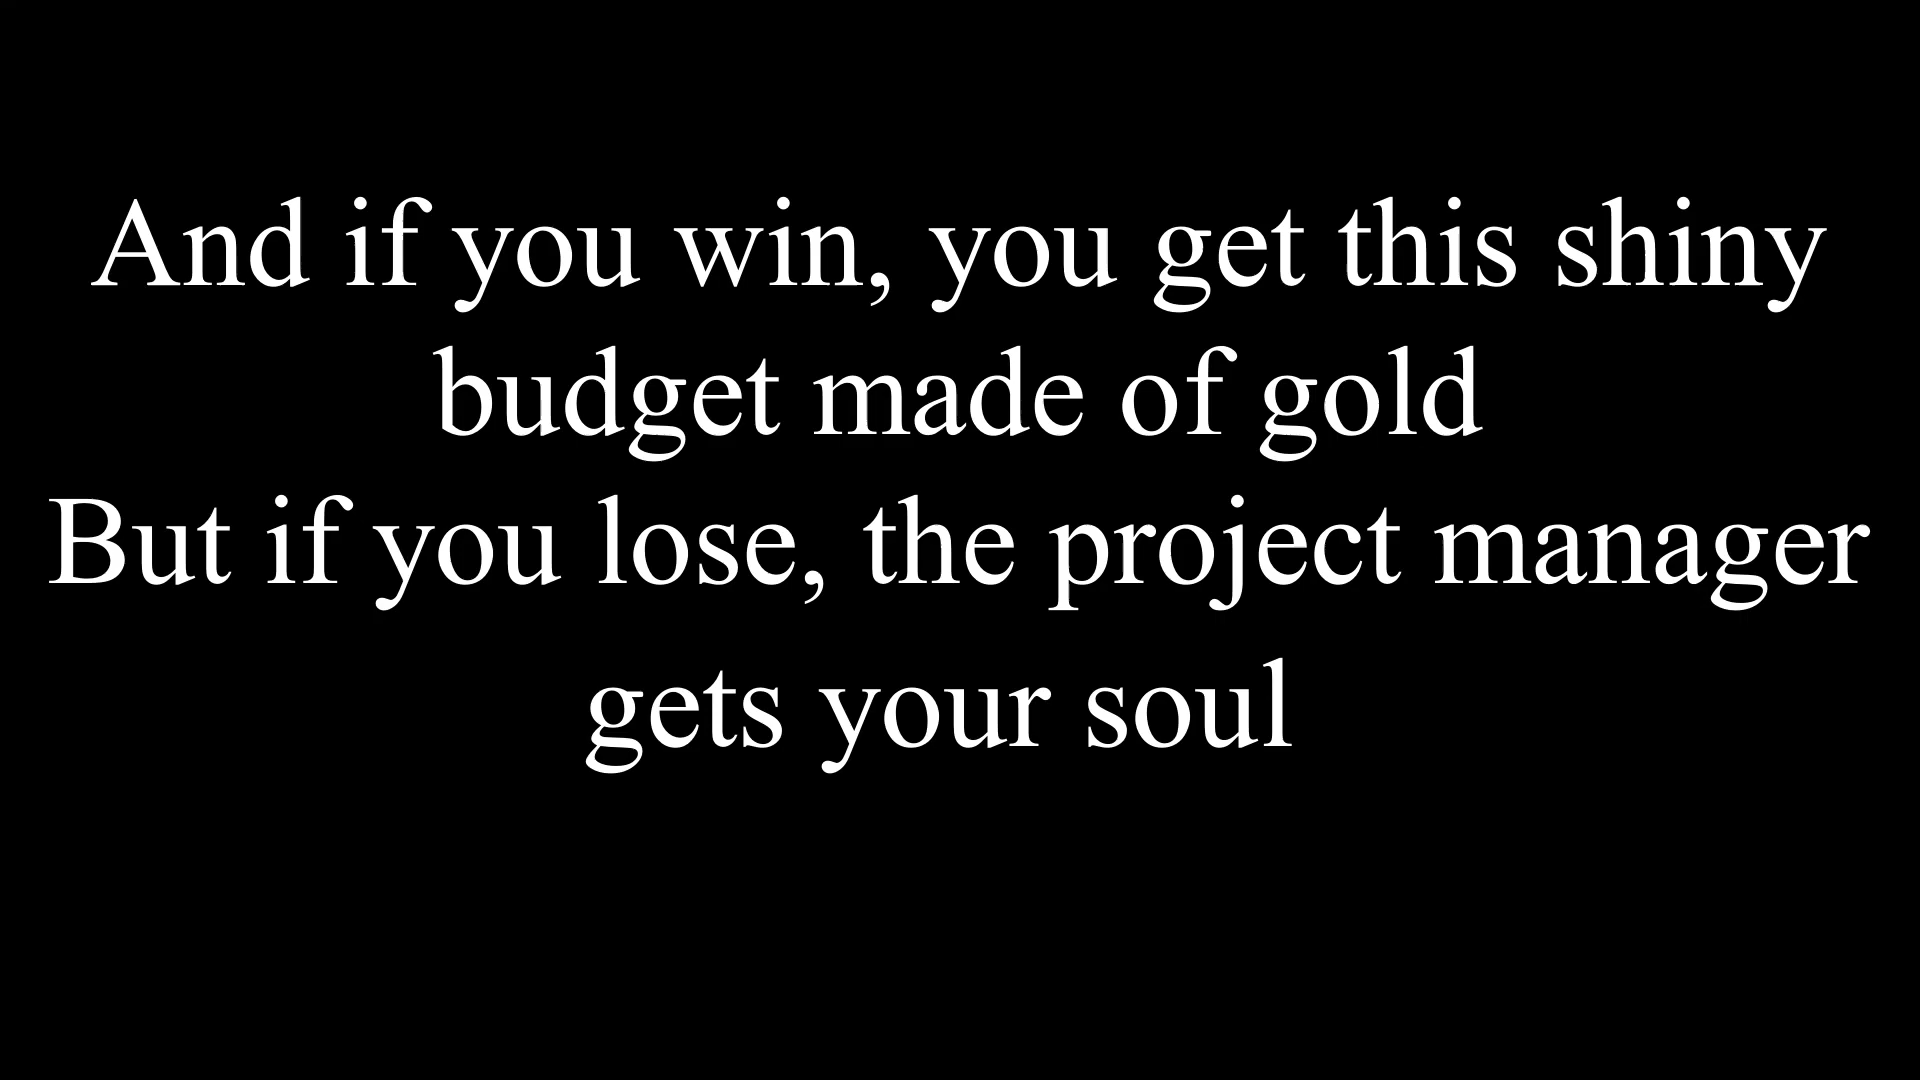 And if you win, you get this shiny
budget made of gold
But if you lose, the project manager
gets your soul